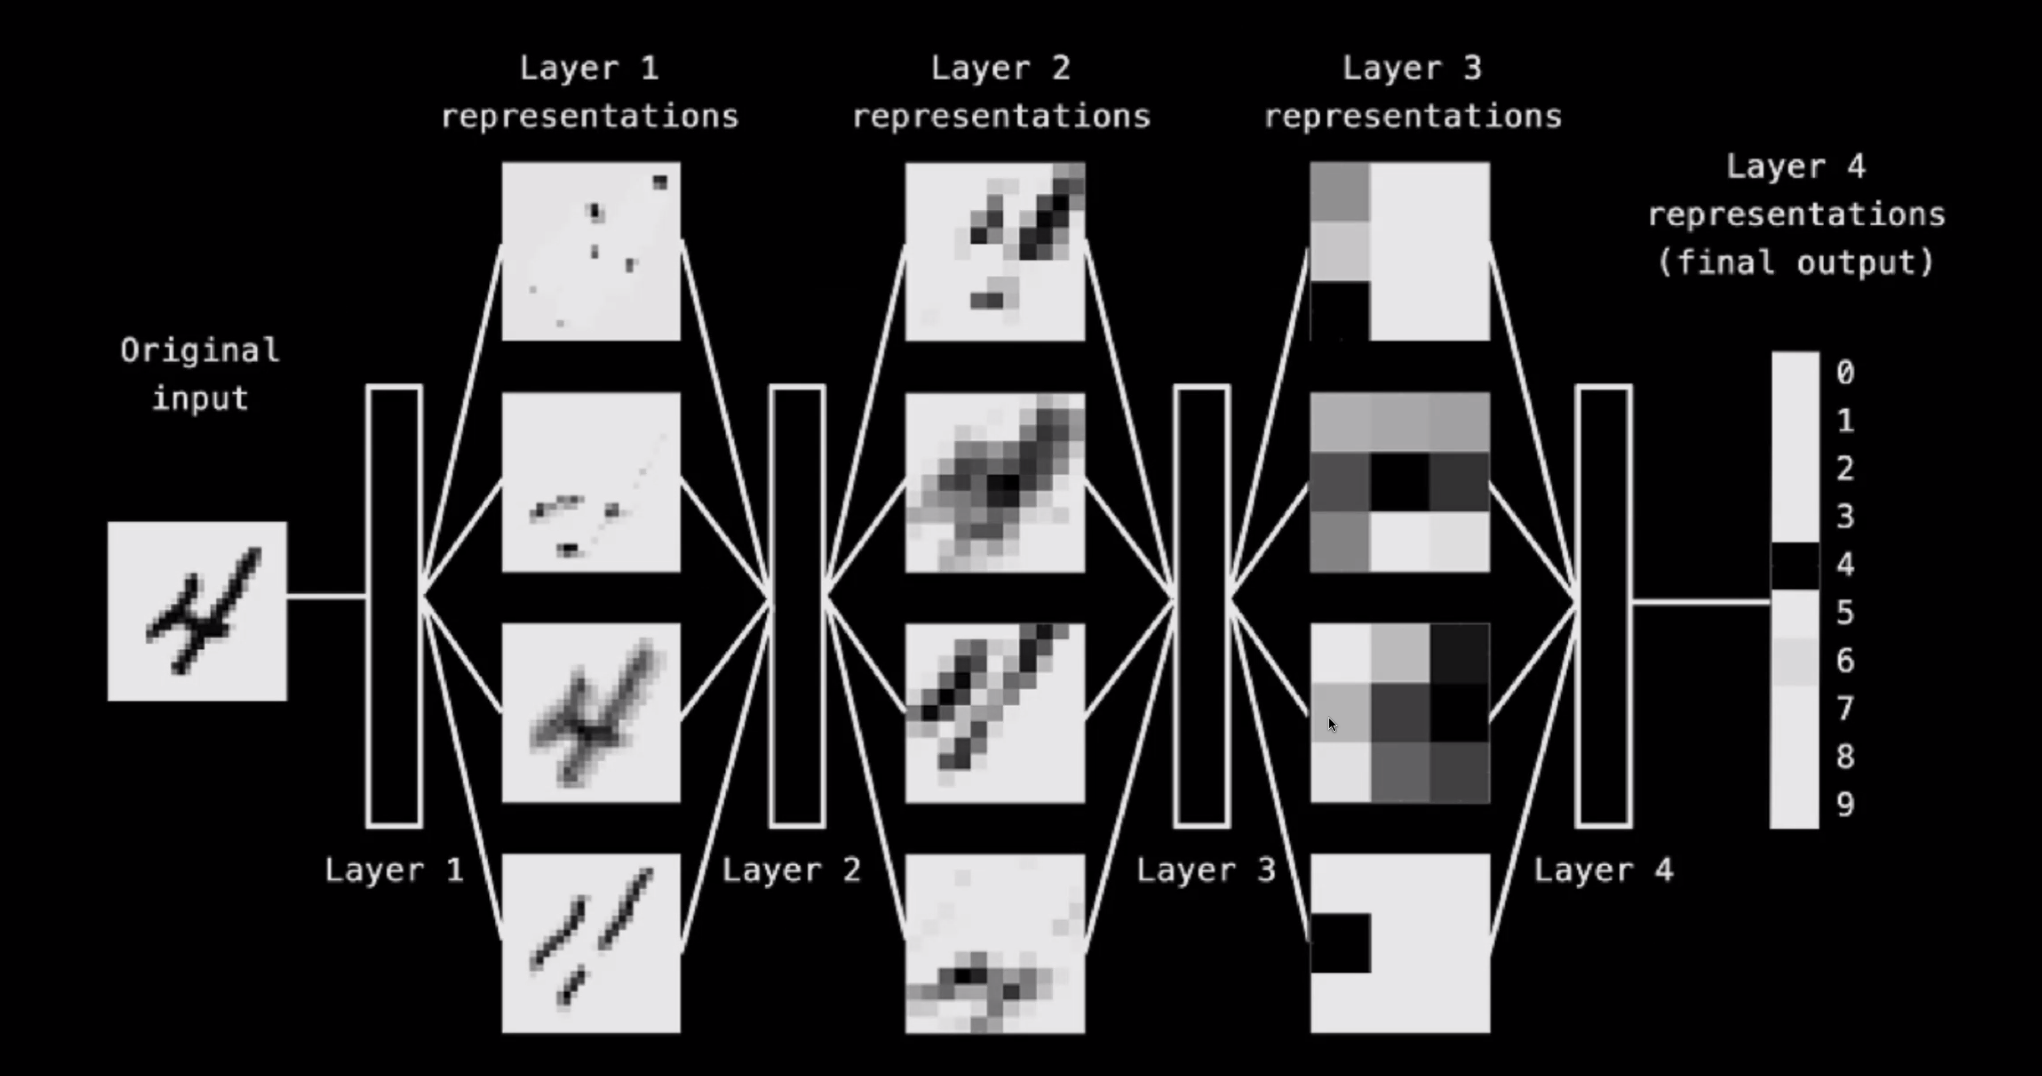 Layer 1
representations
Layer 2
representations
Layer 3
representations
Layer 4
representations
(final output)
Original
input
0
1
2
3
4
5
6
7
8
9
Layer 1
Layer 2
Layer 3
Layer 4